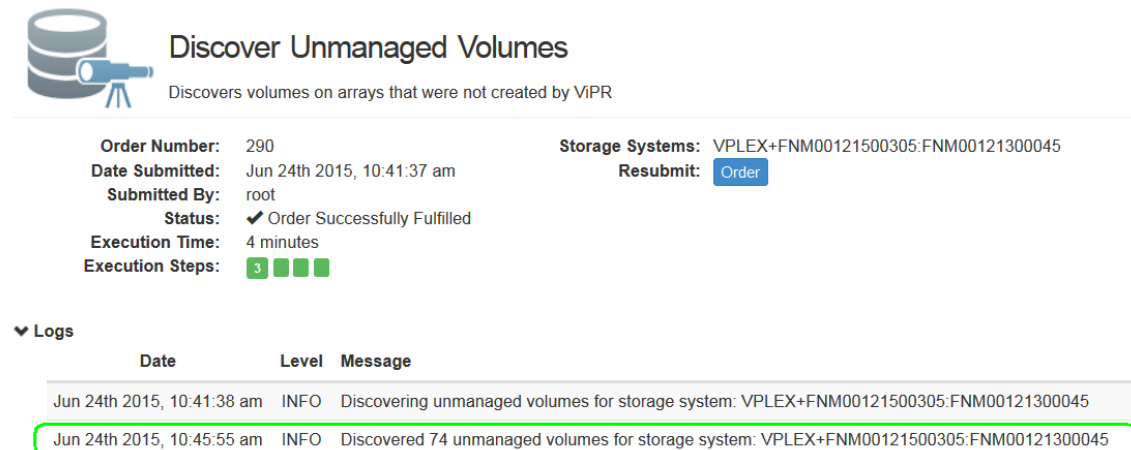 Discover Unmanaged Volumes
Discovers volumes on arrays that were not created by ViPR
Order Number: 290
Date Submitted: Jun 24th 2015, 10:41:37 am
Submitted By: root
Status: ✔ Order Successfully Fulfilled
Execution Time: 4 minutes
Execution Steps: 3
Storage Systems: VPLEX+FNM00121500305:FNM00121300045
Resubmit: Order
Logs
Date Level Message
Jun 24th 2015, 10:41:38 am INFO Discovering unmanaged volumes for storage system: VPLEX+FNM00121500305:FNM00121300045
Jun 24th 2015, 10:45:55 am INFO Discovered 74 unmanaged volumes for storage system: VPLEX+FNM00121500305:FNM00121300045